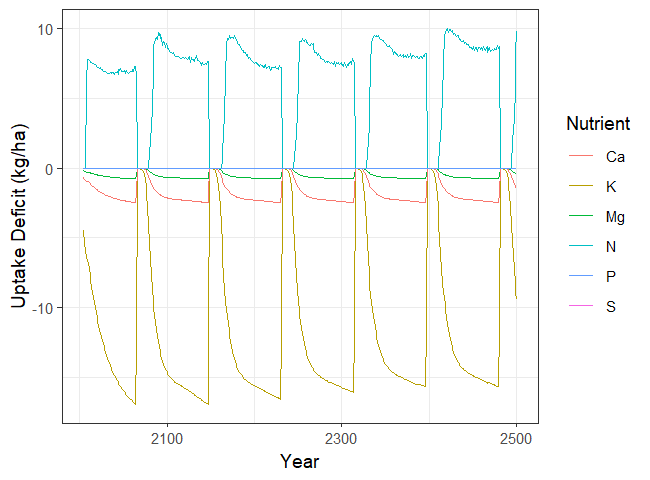 10
0
-10
Uptake Deficit (kg/ha)
2100
2300
2500
Year
Nutrient
Ca
K
Mg
N
P
S